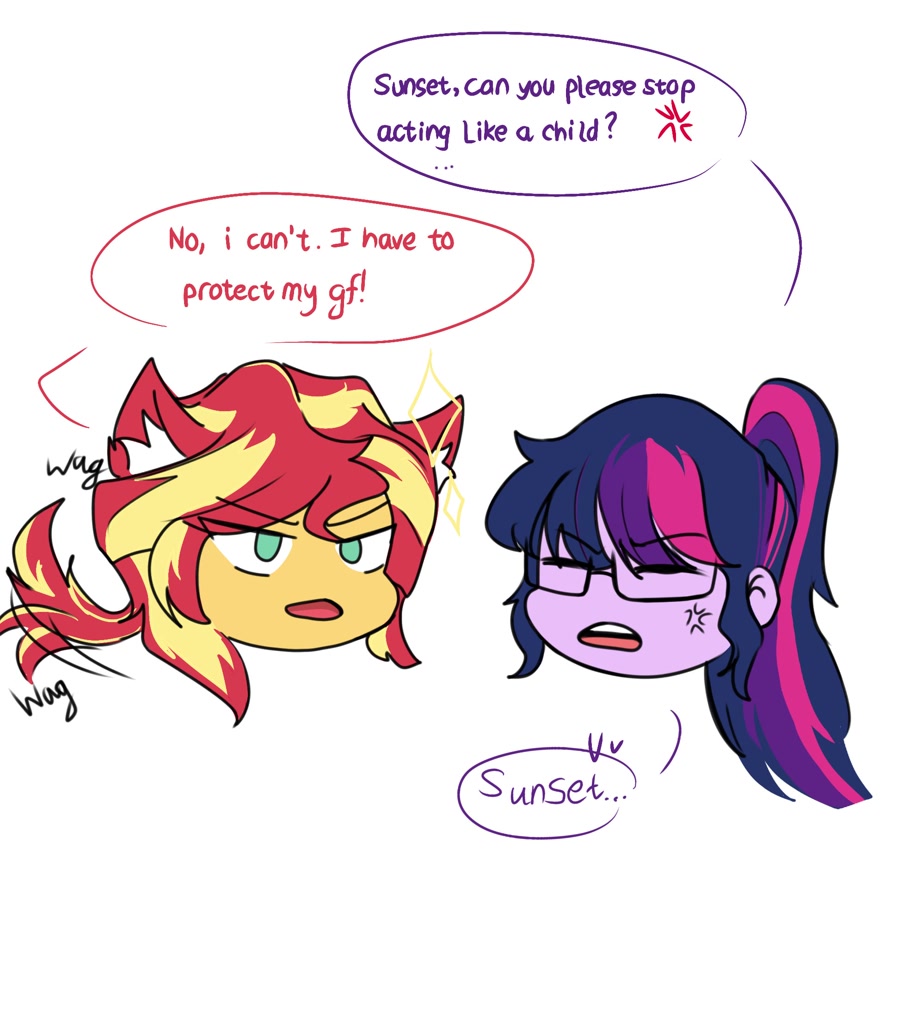 Sunset, can you please stop
acting like a child?
...
No, i can't. I have to
protect my gf!
Wag
Wag
Sunset...